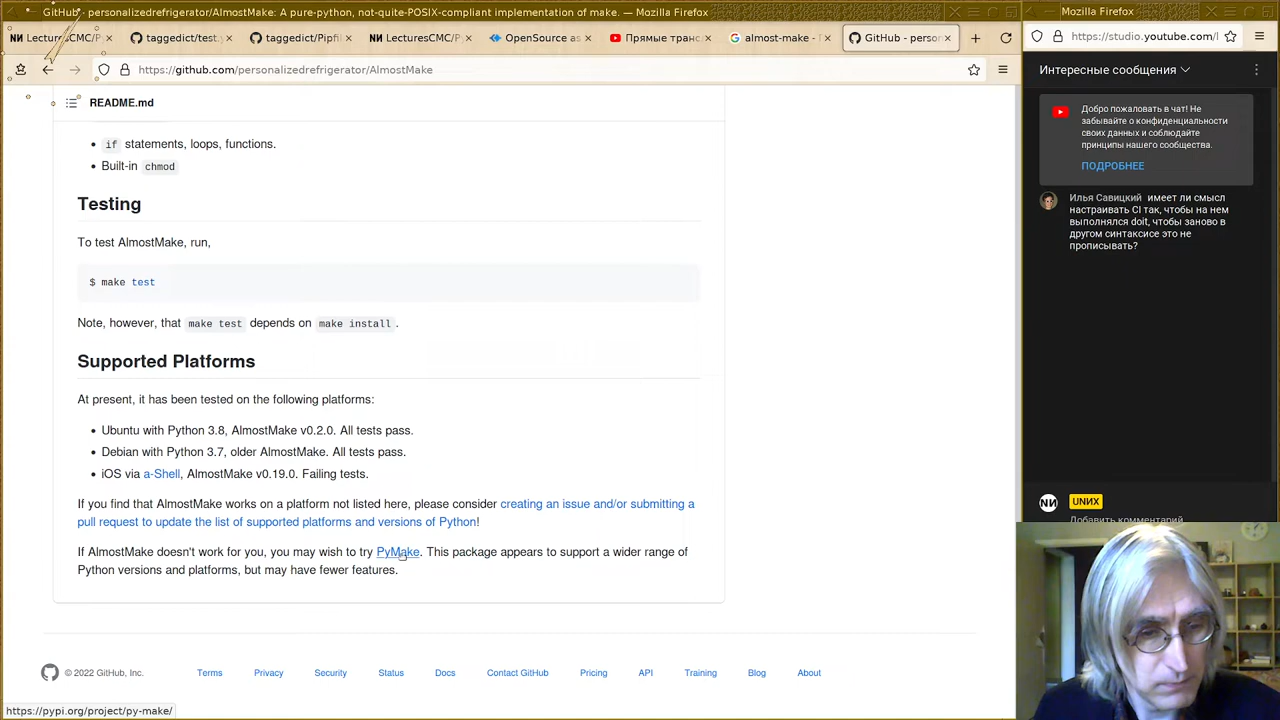 GitHub - personalizedrefrigerator/AlmostMake: A pure-python, not-quite-POSIX-compliant implementation of make. — Mozilla Firefox
Mozilla Firefox
LecturesCMC/P
taggedict/test.y
taggedict/Pipfil
LecturesCMC/P
OpenSource as
Прямые транс
almost-make -
GitHub - person
https://studio.youtube.com/l
https://github.com/personalizedrefrigerator/AlmostMake
Интересные сообщения
README.md
if statements, loops, functions.
Built-in chmod
Testing
To test AlmostMake, run,
$ make test
Note, however, that make test depends on make install.
Supported Platforms
At present, it has been tested on the following platforms:
Ubuntu with Python 3.8, AlmostMake v0.2.0. All tests pass.
Debian with Python 3.7, older AlmostMake. All tests pass.
iOS via a-Shell, AlmostMake v0.19.0. Failing tests.
If you find that AlmostMake works on a platform not listed here, please consider creating an issue and/or submitting a
pull request to update the list of supported platforms and versions of Python!
If AlmostMake doesn't work for you, you may wish to try PyMake. This package appears to support a wider range of
Python versions and platforms, but may have fewer features.
© 2022 GitHub, Inc.
Terms
Privacy
Security
Status
Docs
Contact GitHub
Pricing
API
Training
Blog
About
https://pypi.org/project/py-make/
Добро пожаловать в чат! Не
забывайте о конфиденциальности
своих данных и соблюдайте
принципы нашего сообщества.
ПОДРОБНЕЕ
Илья Савицкий имеет ли смысл
настраивать CI так, чтобы на нем
выполнялся doit, чтобы заново в
другом синтаксисе это не
прописывать?
UNИX
Добавить комментарий